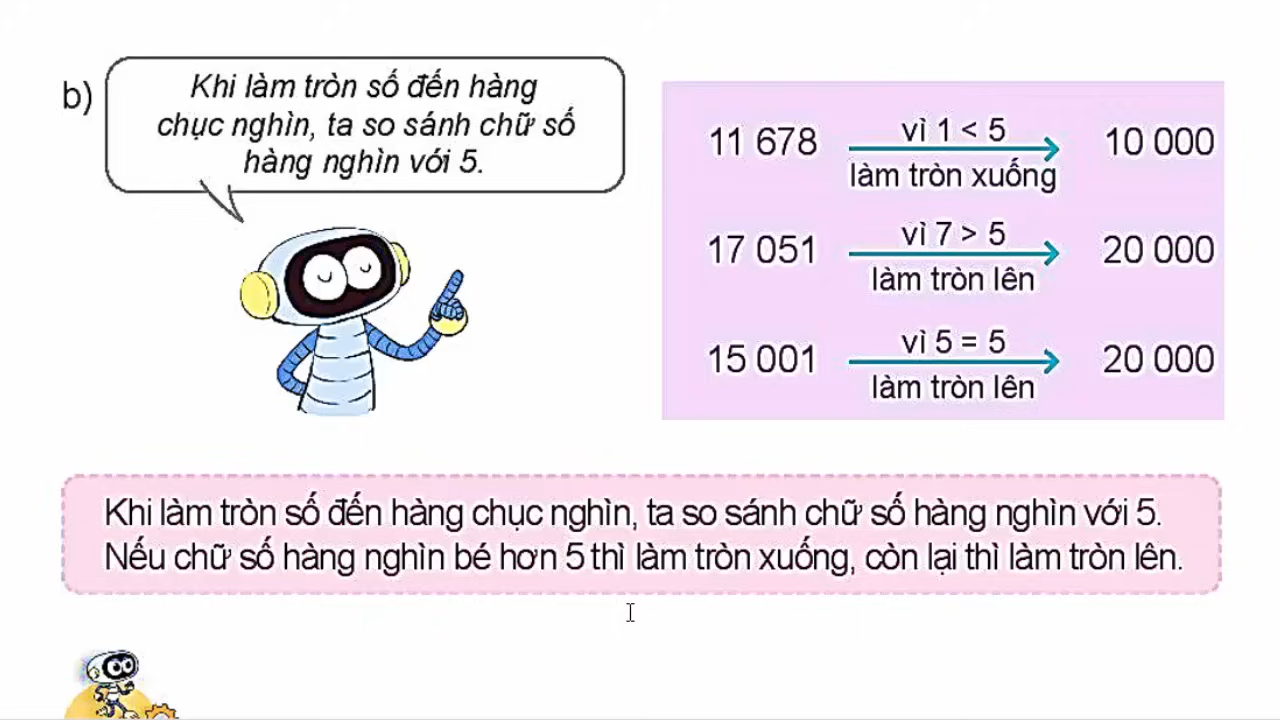 b)
Khi làm tròn số đến hàng
chục nghìn, ta so sánh chữ số
hàng nghìn với 5.
11 678 vì 1 < 5 10 000
làm tròn xuống
17 051 vì 7 > 5 20 000
làm tròn lên
15 001 vì 5 = 5 20 000
làm tròn lên
Khi làm tròn số đến hàng chục nghìn, ta so sánh chữ số hàng nghìn với 5.
Nếu chữ số hàng nghìn bé hơn 5 thì làm tròn xuống, còn lại thì làm tròn lên.